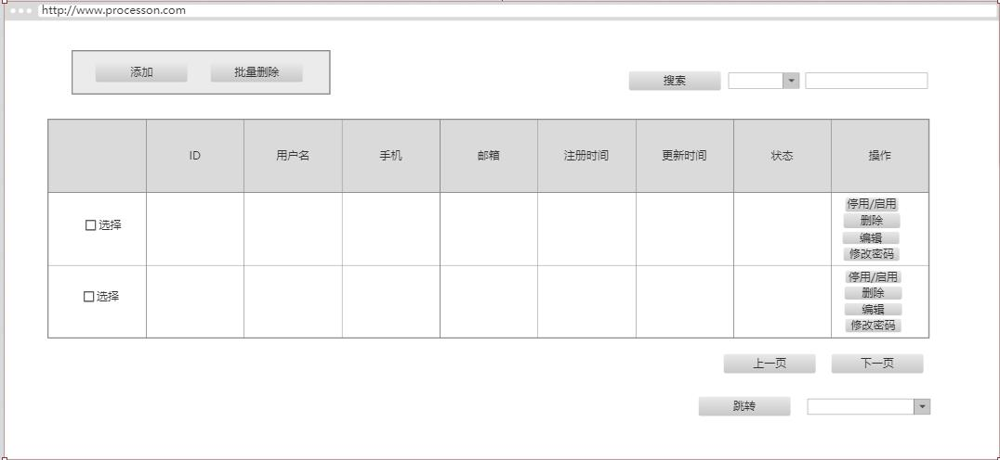 http://www.processon.com
添加 批量删除
搜索
ID 用户名 手机 邮箱 注册时间 更新时间 状态 操作
选择
停用/启用
删除
编辑
修改密码
选择
停用/启用
删除
编辑
修改密码
上一页 下一页
跳转